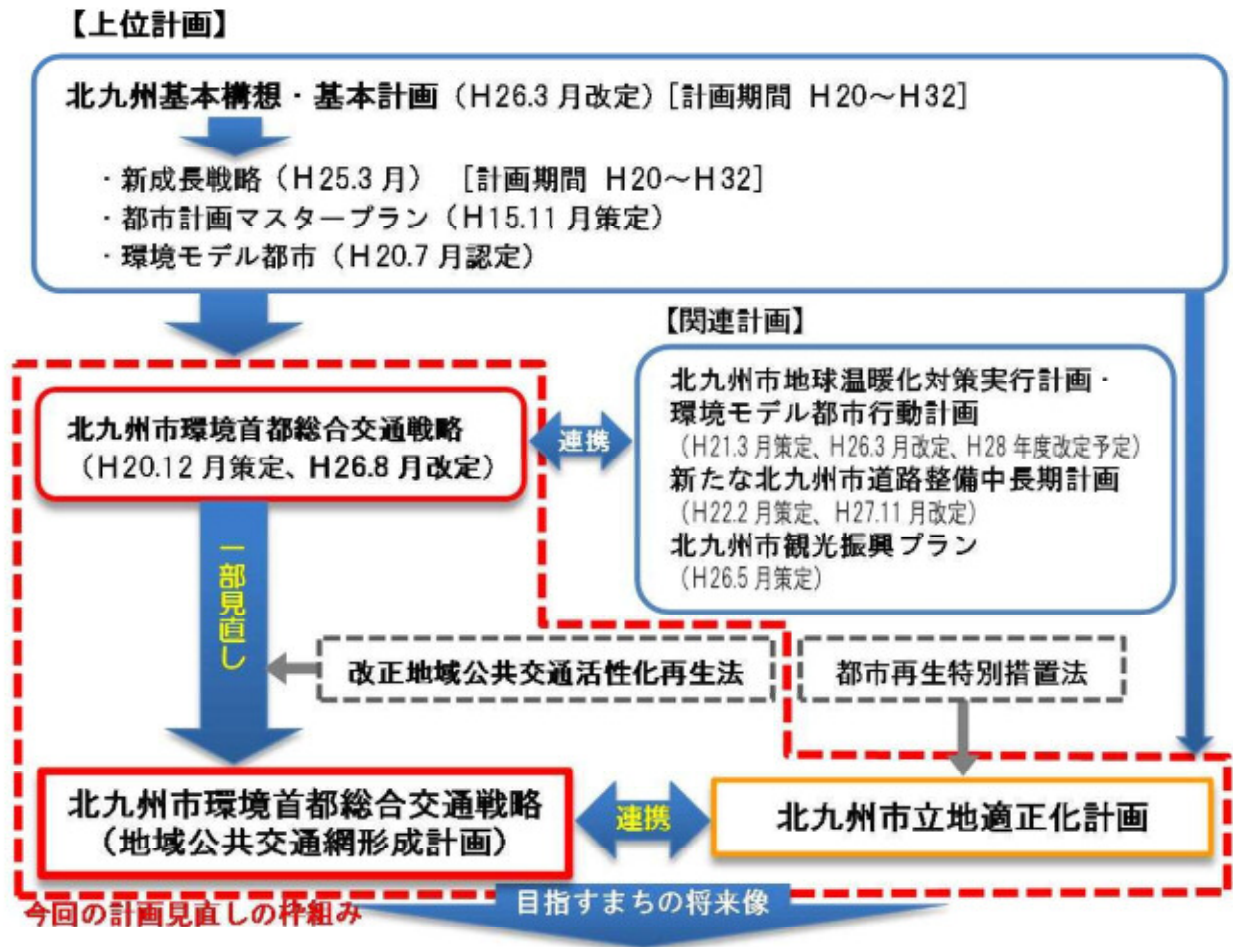 【上位計画】
北九州基本構想・基本計画（H26.3月改定）[計画期間 H20～H32]
・新成長戦略（H25.3月） [計画期間 H20～H32]
・都市計画マスタープラン（H15.11月策定）
・環境モデル都市（H20.7月認定）
【関連計画】
北九州市地球温暖化対策実行計画・
環境モデル都市行動計画
（H21.3月策定、H26.3月改定、H28年度改定予定）
新たな北九州市道路整備中長期計画
（H22.2月策定、H27.11月改定）
北九州市観光振興プラン
（H26.5月策定）
北九州市環境首都総合交通戦略
（H20.12月策定、H26.8月改定）
連携
一部見直し
改正地域公共交通活性化再生法
都市再生特別措置法
北九州市環境首都総合交通戦略
（地域公共交通網形成計画）
連携
北九州市立地適正化計画
今回の計画見直しの枠組み
目指すまちの将来像